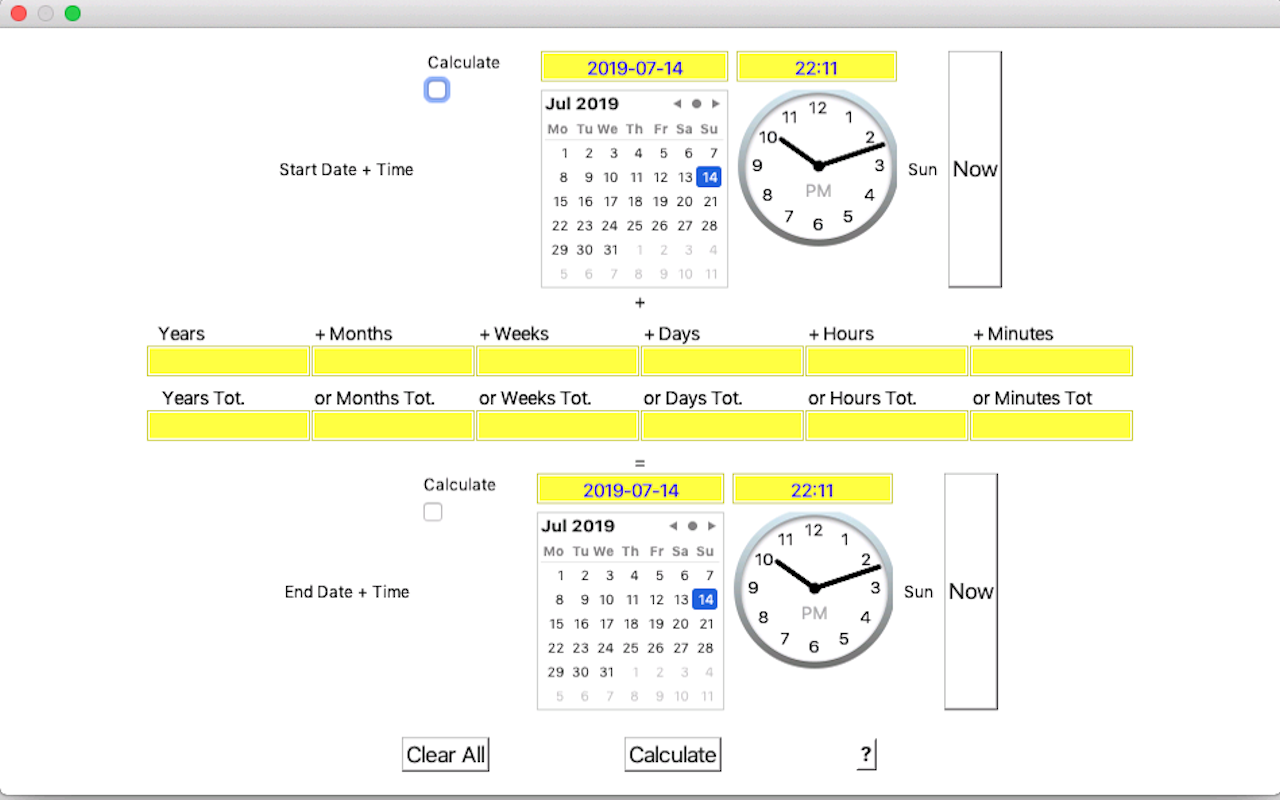 Calculate
2019-07-14 22:11
Jul 2019
Mo Tu We Th Fr Sa Su
1 2 3 4 5 6 7
8 9 10 11 12 13 14
15 16 17 18 19 20 21
22 23 24 25 26 27 28
29 30 31 1 2 3 4
5 6 7 8 9 10 11
12 1 2 3 4 5 6 7 8 9 10 11
PM
Start Date + Time
Sun
Now
+
Years + Months + Weeks + Days + Hours + Minutes
Years Tot. or Months Tot. or Weeks Tot. or Days Tot. or Hours Tot. or Minutes Tot
=
Calculate
2019-07-14 22:11
Jul 2019
Mo Tu We Th Fr Sa Su
1 2 3 4 5 6 7
8 9 10 11 12 13 14
15 16 17 18 19 20 21
22 23 24 25 26 27 28
29 30 31 1 2 3 4
5 6 7 8 9 10 11
12 1 2 3 4 5 6 7 8 9 10 11
PM
End Date + Time
Sun
Now
Clear All Calculate ?